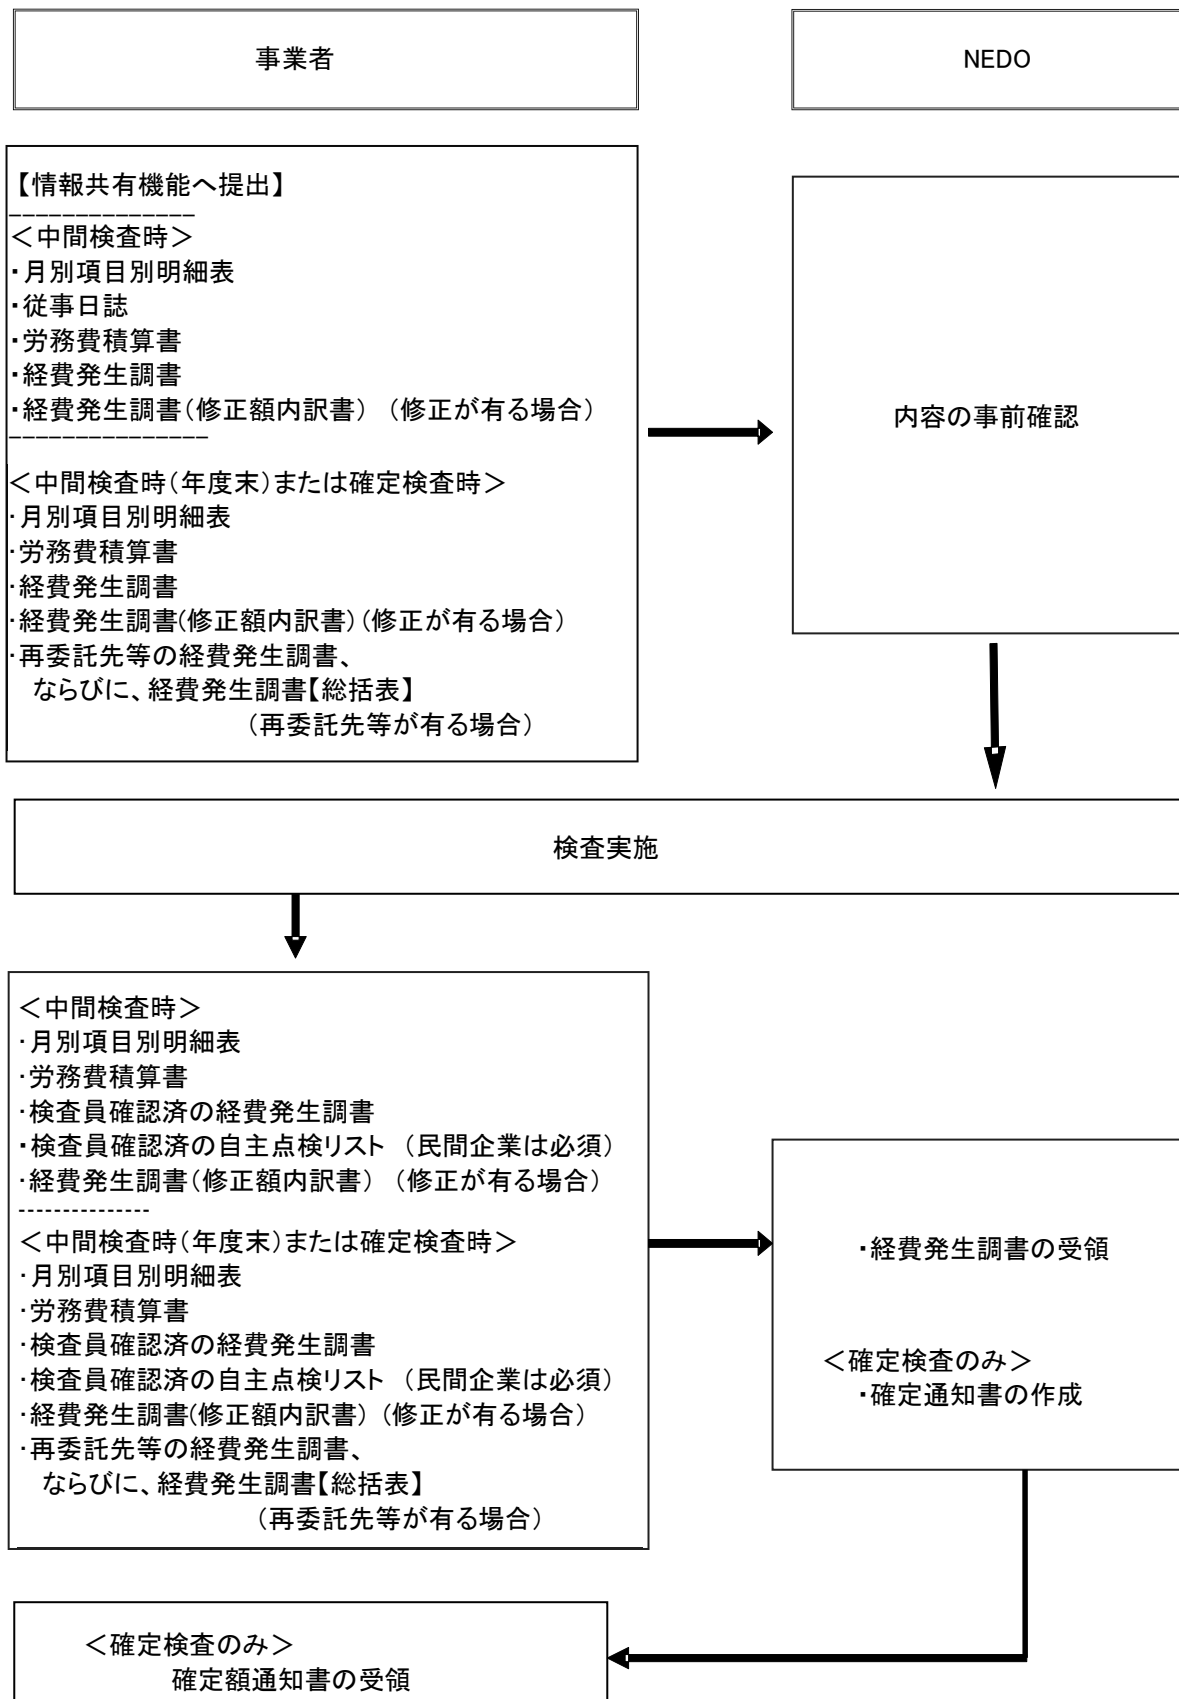 事業者
NEDO
【情報共有機能へ提出】
--------------
＜中間検査時＞
・月別項目別明細表
・従事日誌
・労務費積算書
・経費発生調書
・経費発生調書（修正額内訳書）　（修正が有る場合）
---------------
＜中間検査時（年度末）または確定検査時＞
・月別項目別明細表
・労務費積算書
・経費発生調書
・経費発生調書(修正額内訳書) (修正が有る場合）
・再委託先等の経費発生調書、
ならびに、経費発生調書【総括表】
（再委託先等が有る場合）
内容の事前確認
検査実施
＜中間検査時＞
・月別項目別明細表
・労務費積算書
・検査員確認済の経費発生調書
・検査員確認済の自主点検リスト　（民間企業は必須）
・経費発生調書（修正額内訳書）　（修正が有る場合）
---------------
＜中間検査時（年度末）または確定検査時＞
・月別項目別明細表
・労務費積算書
・検査員確認済の経費発生調書
・検査員確認済の自主点検リスト　（民間企業は必須）
・経費発生調書(修正額内訳書) (修正が有る場合）
・再委託先等の経費発生調書、
ならびに、経費発生調書【総括表】
（再委託先等が有る場合）
・経費発生調書の受領
＜確定検査のみ＞
・確定通知書の作成
＜確定検査のみ＞
確定額通知書の受領